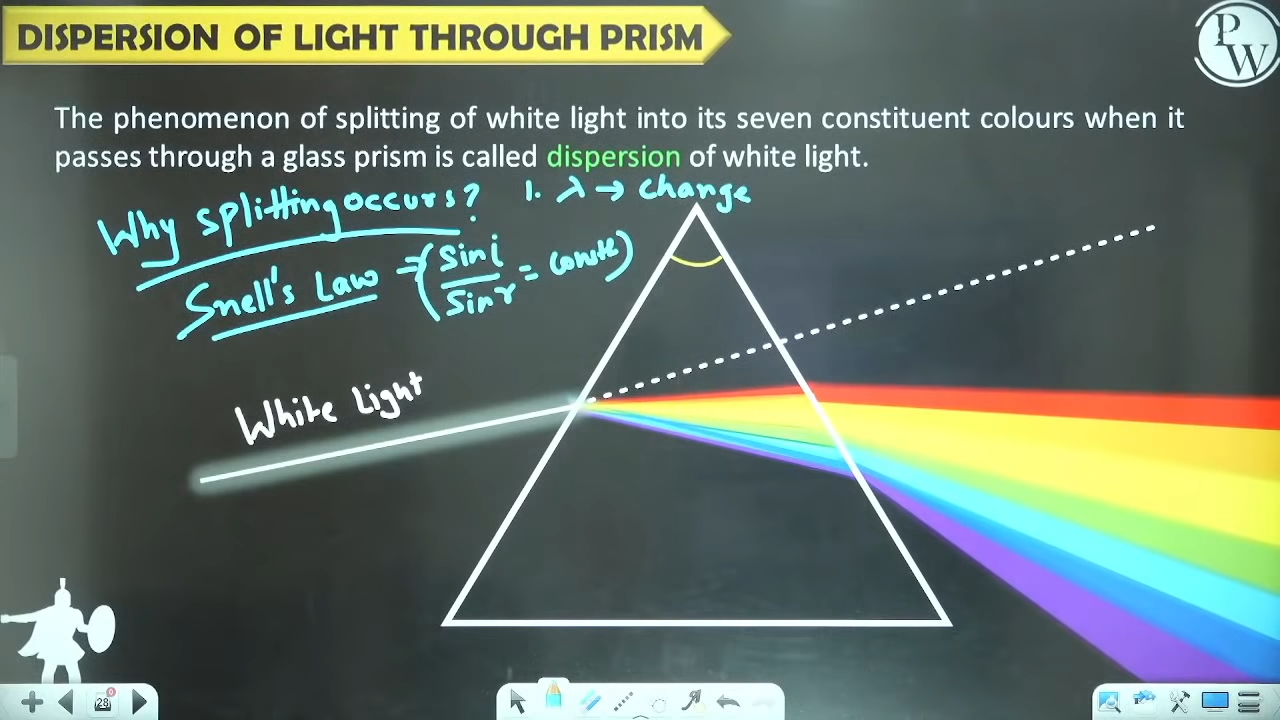 DISPERSION OF LIGHT THROUGH PRISM
PW
The phenomenon of splitting of white light into its seven constituent colours when it
passes through a glass prism is called dispersion of white light.
Why splitting occurs? 1. λ → change
Snell's Law → (sin i / sin r = const)
White Light
28